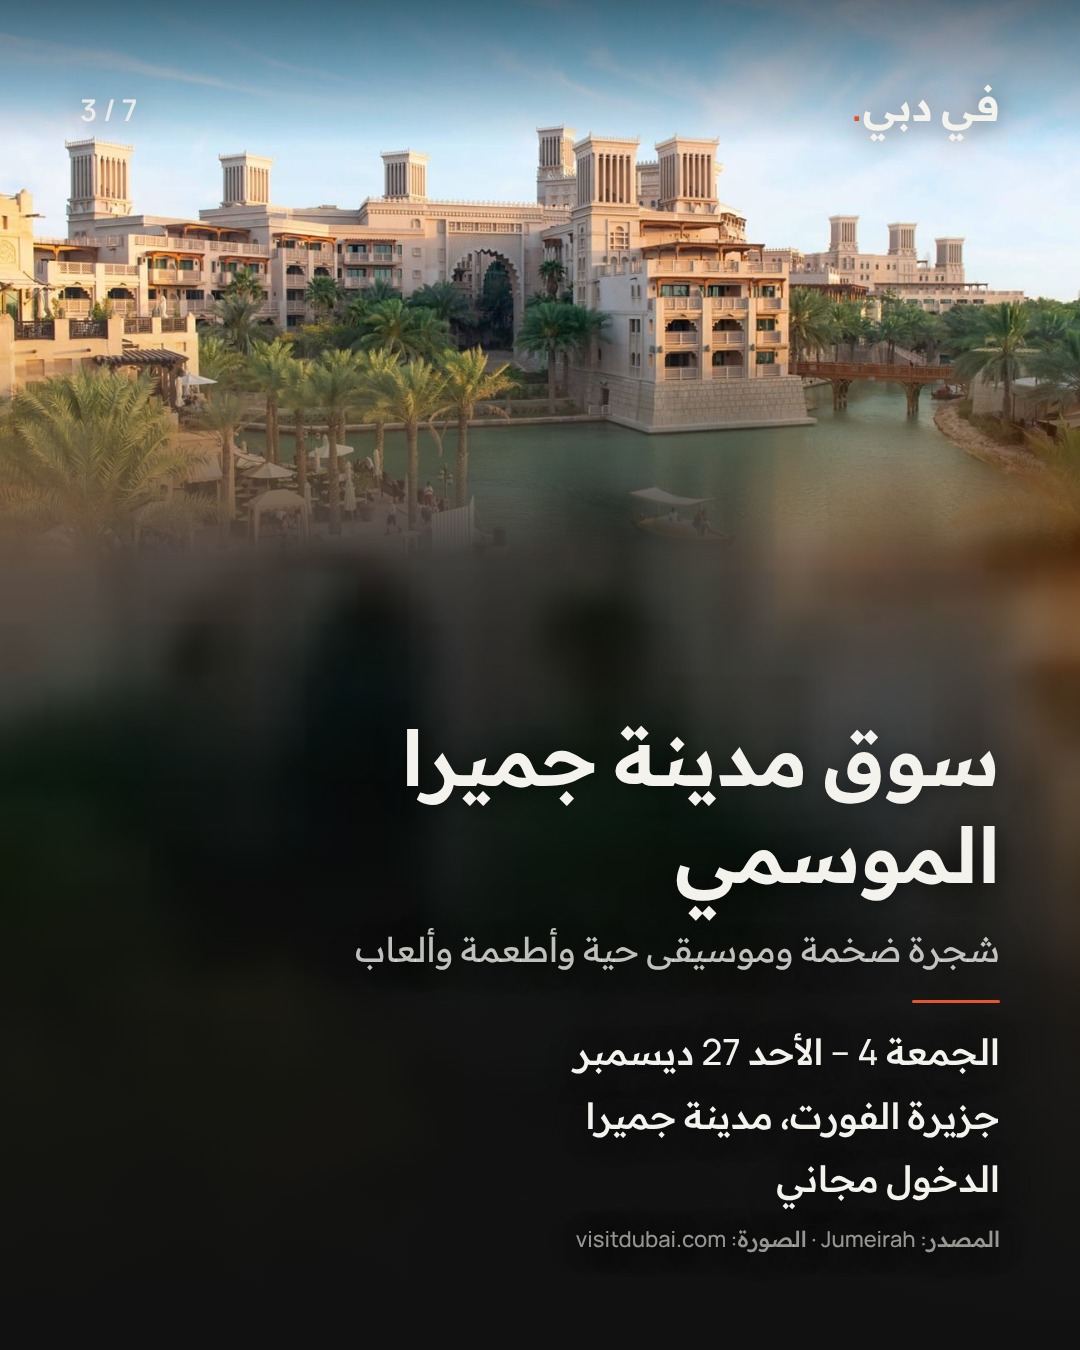 في دبي.
3 / 7
سوق مدينة جميرا
الموسمي
شجرة ضخمة وموسيقى حية وأطعمة وألعاب
الجمعة 4 – الأحد 27 ديسمبر
جزيرة الفورت، مدينة جميرا
الدخول مجاني
المصدر: Jumeirah · الصورة: visitdubai.com